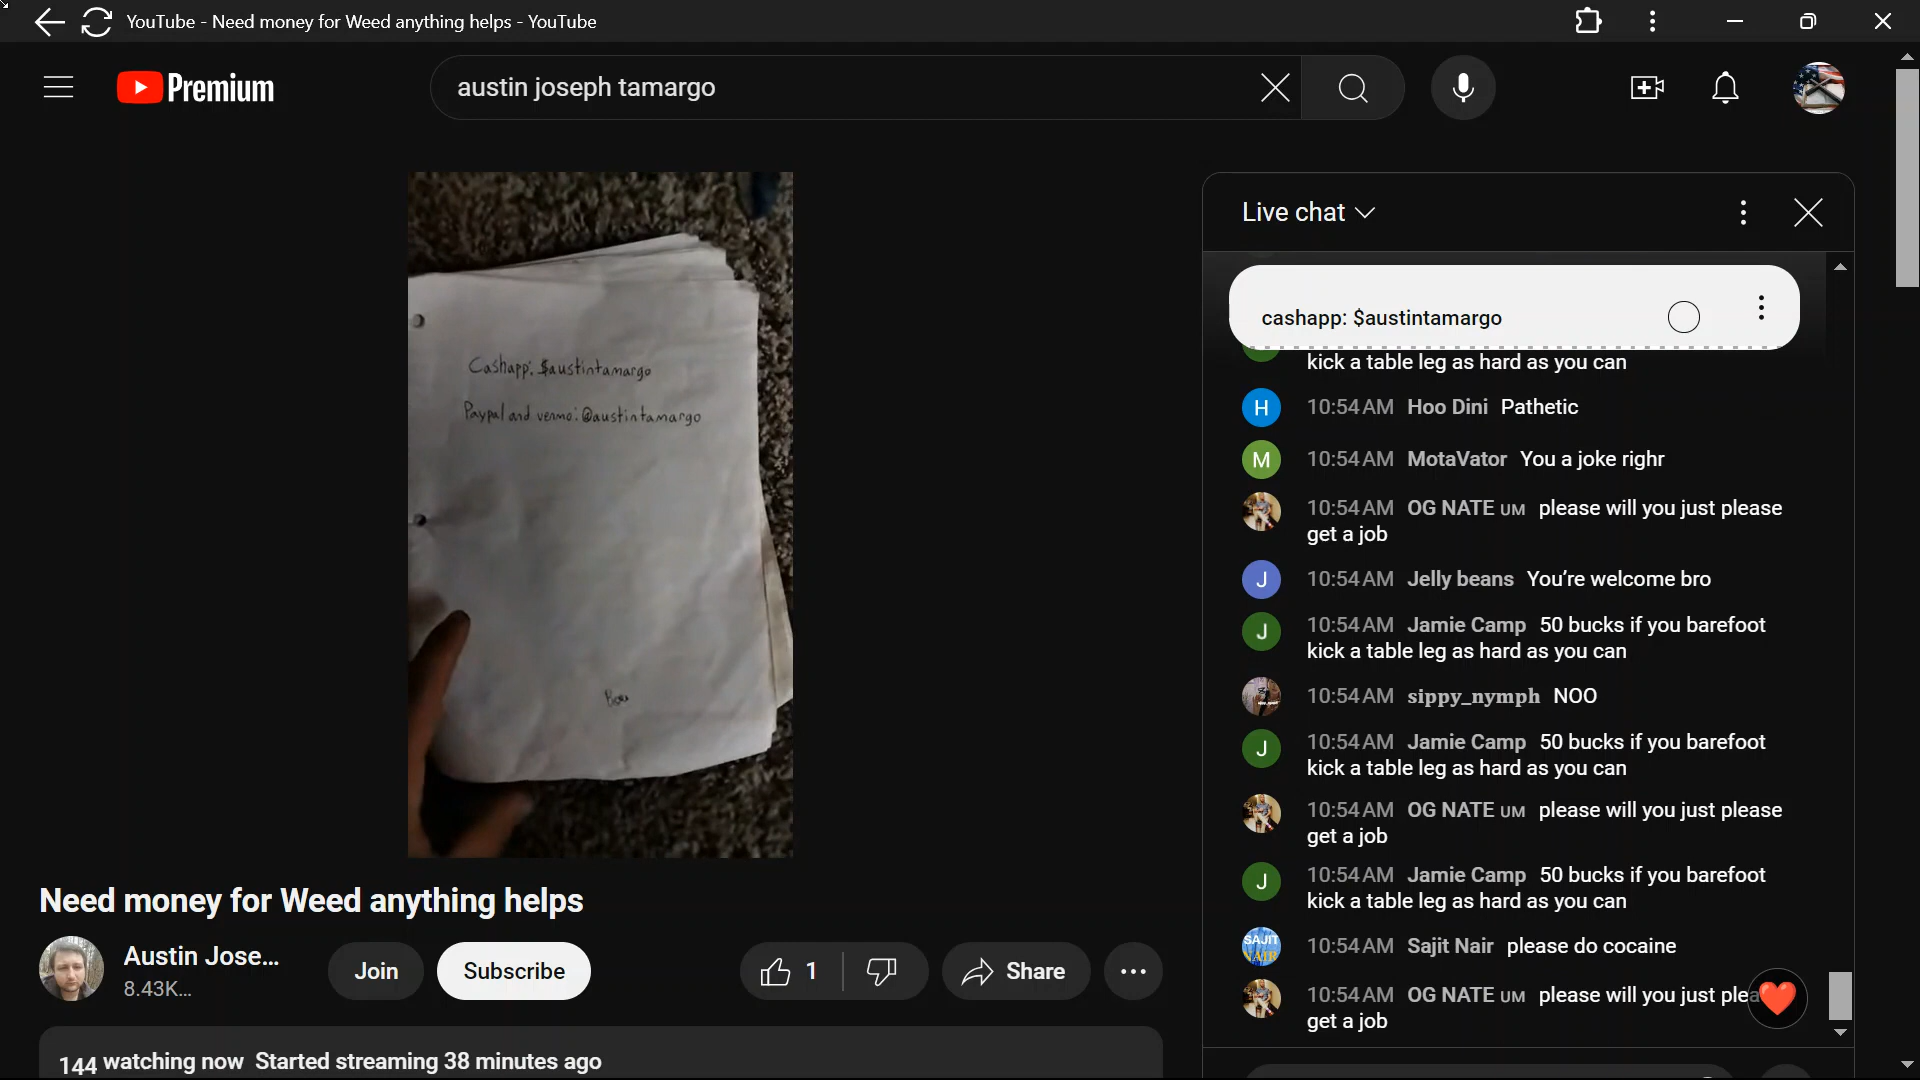 YouTube - Need money for Weed anything helps - YouTube
Premium
austin joseph tamargo
Cashapp: $austintamargo
Paypal and venmo: @austintamargo
Need money for Weed anything helps
Austin Jose...
8.43K...
Join
Subscribe
1
Share
144 watching now Started streaming 38 minutes ago
Live chat
cashapp: $austintamargo
kick a table leg as hard as you can
H 10:54 AM Hoo Dini Pathetic
M 10:54 AM MotaVator You a joke righr
10:54 AM OG NATE UM please will you just please
get a job
J 10:54 AM Jelly beans You’re welcome bro
J 10:54 AM Jamie Camp 50 bucks if you barefoot
kick a table leg as hard as you can
10:54 AM sippy_nymph NOO
J 10:54 AM Jamie Camp 50 bucks if you barefoot
kick a table leg as hard as you can
10:54 AM OG NATE UM please will you just please
get a job
J 10:54 AM Jamie Camp 50 bucks if you barefoot
kick a table leg as hard as you can
SAJIT
NAIR
10:54 AM Sajit Nair please do cocaine
10:54 AM OG NATE UM please will you just plea
get a job